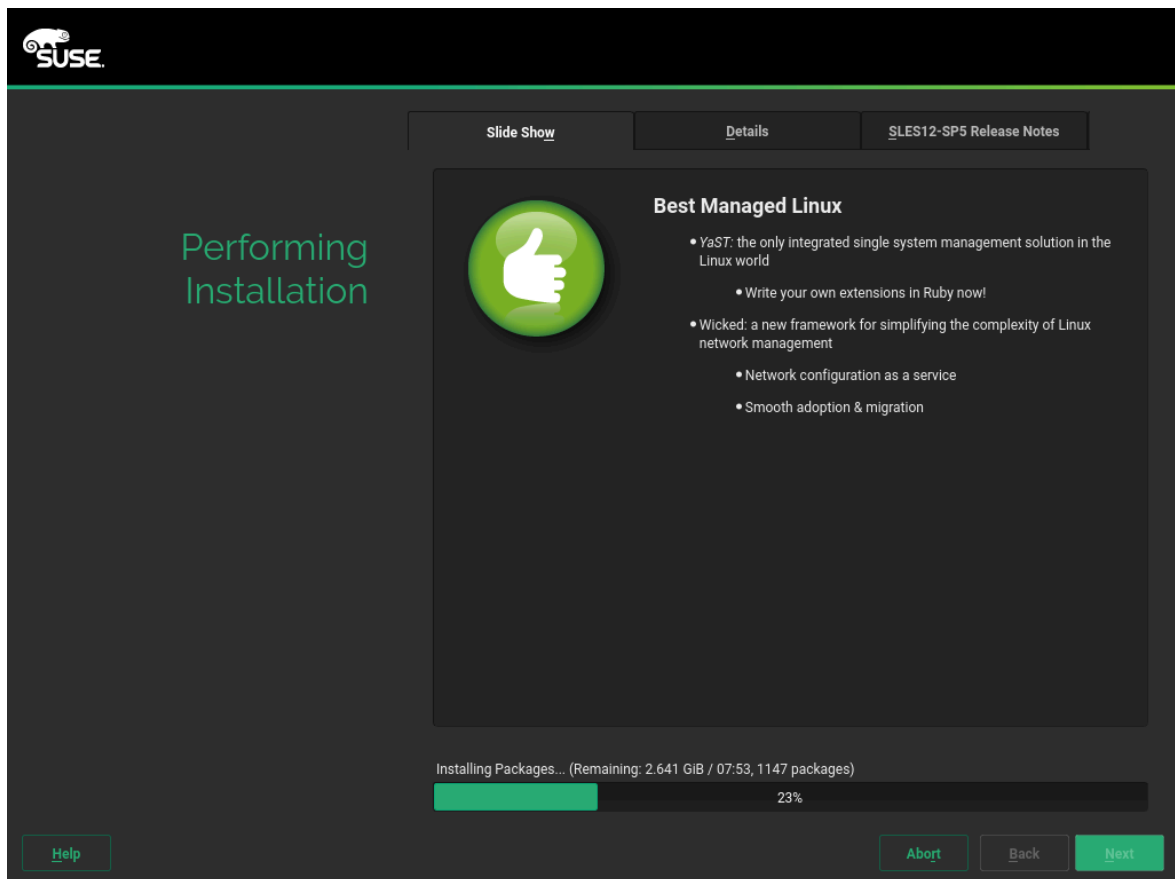 SUSE.
Slide Show
Details
SLES12-SP5 Release Notes
Performing
Installation
Best Managed Linux
• YaST: the only integrated single system management solution in the
Linux world
• Write your own extensions in Ruby now!
• Wicked: a new framework for simplifying the complexity of Linux
network management
• Network configuration as a service
• Smooth adoption & migration
Installing Packages... (Remaining: 2.641 GiB / 07:53, 1147 packages)
23%
Help
Abort
Back
Next